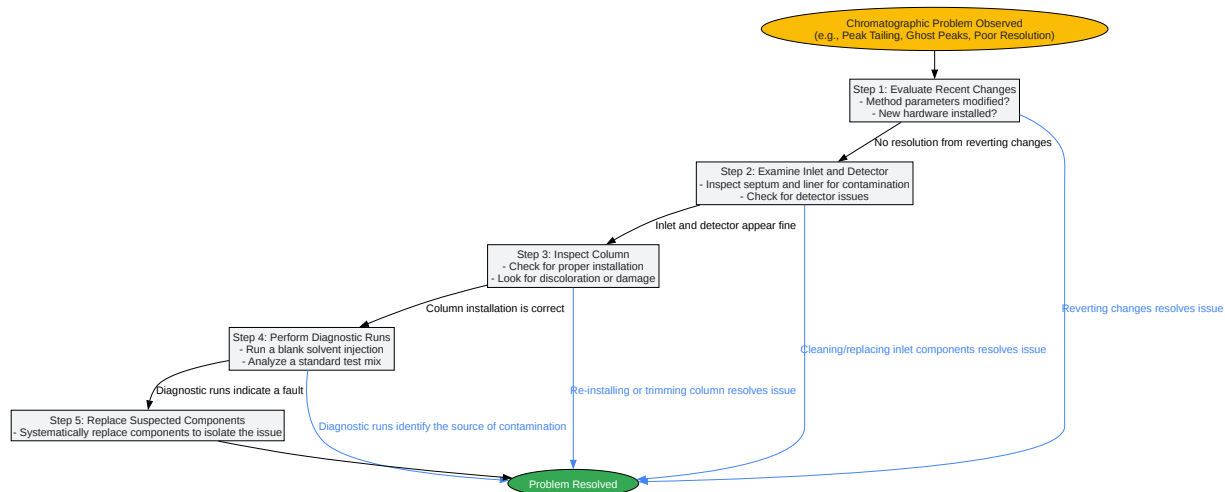 Chromatographic Problem Observed
(e.g., Peak Tailing, Ghost Peaks, Poor Resolution)
Step 1: Evaluate Recent Changes
- Method parameters modified?
- New hardware installed?
No resolution from reverting changes
Step 2: Examine Inlet and Detector
- Inspect septum and liner for contamination
- Check for detector issues
Inlet and detector appear fine
Step 3: Inspect Column
- Check for proper installation
- Look for discoloration or damage
Column installation is correct
Reverting changes resolves issue
Step 4: Perform Diagnostic Runs
- Run a blank solvent injection
- Analyze a standard test mix
Cleaning/replacing inlet components resolves issue
Diagnostic runs indicate a fault
Re-installing or trimming column resolves issue
Step 5: Replace Suspected Components
- Systematically replace components to isolate the issue
Diagnostic runs identify the source of contamination
Problem Resolved